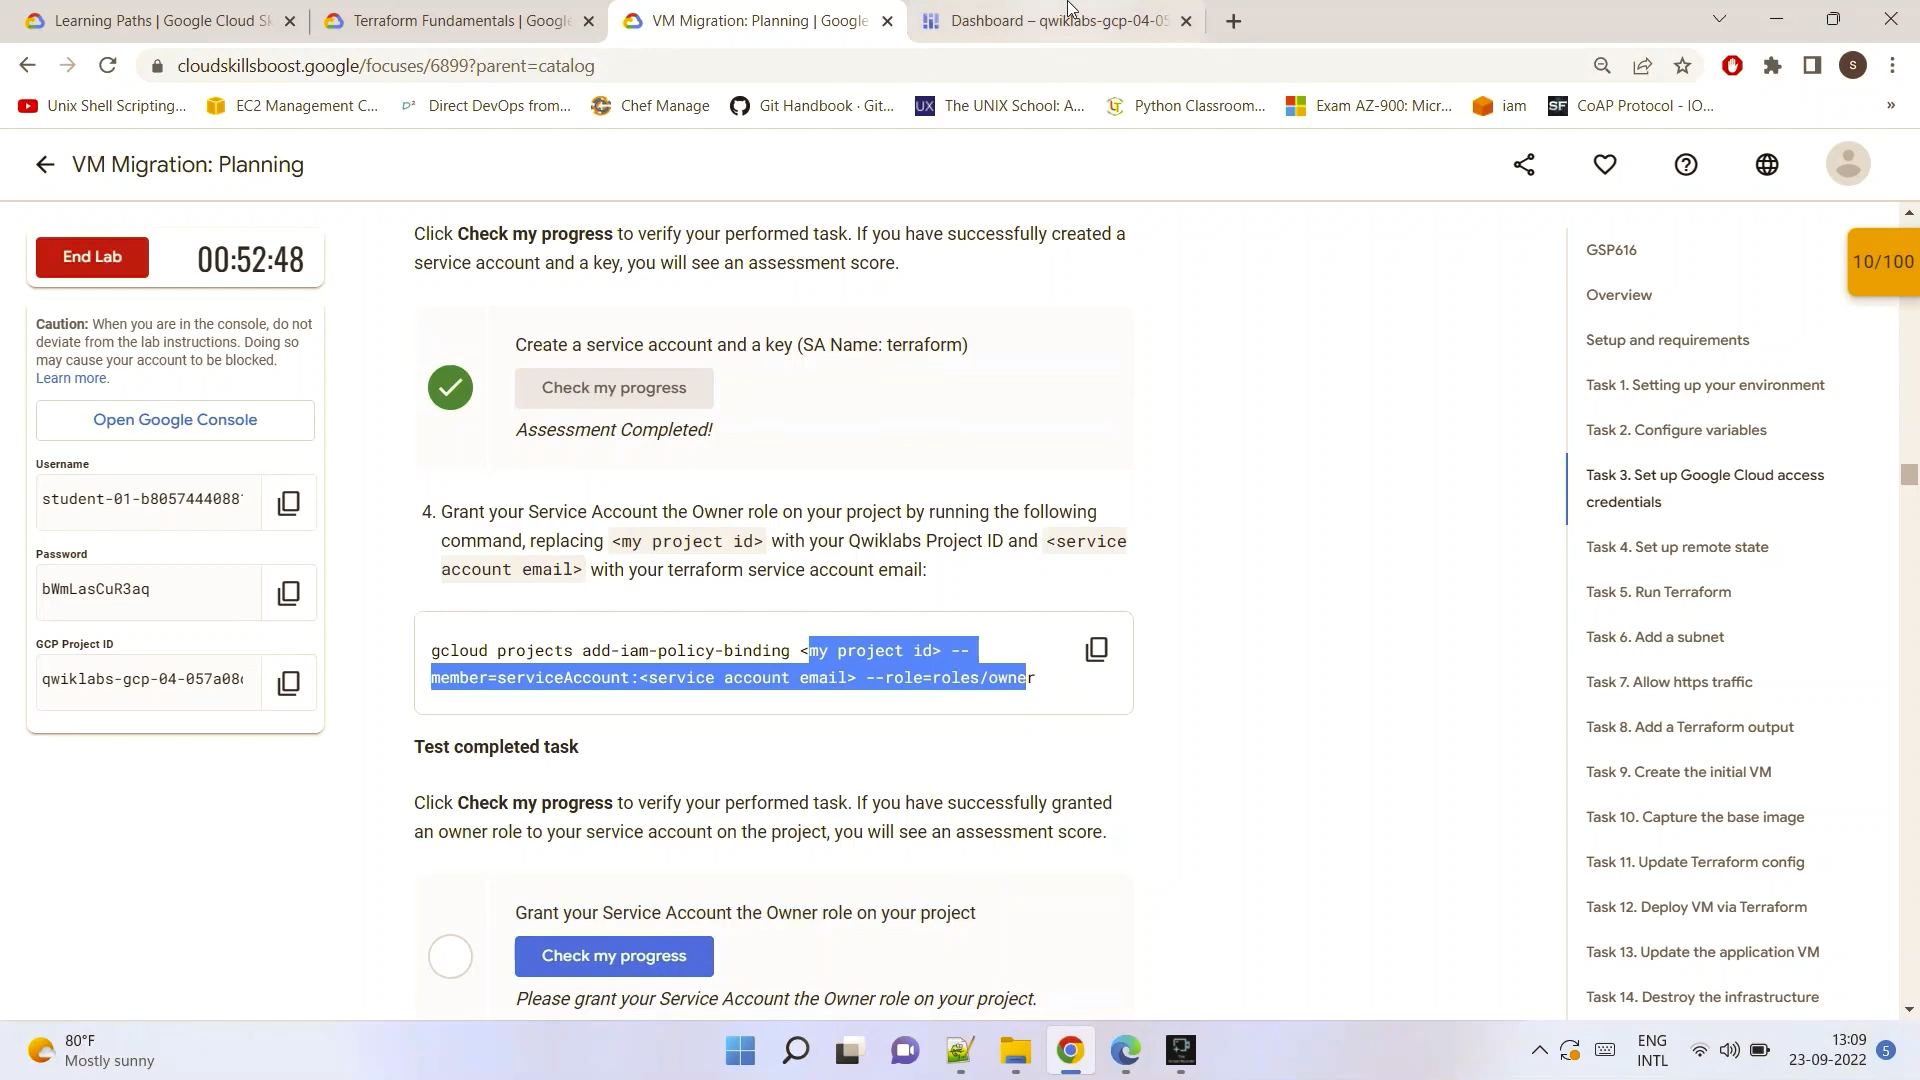 Learning Paths | Google Cloud Sk
Terraform Fundamentals | Google
VM Migration: Planning | Google
Dashboard – qwiklabs-gcp-04-05
cloudskillsboost.google/focuses/6899?parent=catalog
S
Unix Shell Scripting...
EC2 Management C...
Direct DevOps from...
Chef Manage
Git Handbook · Git...
UX
The UNIX School: A...
Python Classroom...
Exam AZ-900: Micr...
iam
SF
CoAP Protocol - IO...
»
VM Migration: Planning
End Lab
00:52:48
Caution: When you are in the console, do not
deviate from the lab instructions. Doing so
may cause your account to be blocked.
Learn more.
Open Google Console
Username
student-01-b8057444088
Password
bWmLasCuR3aq
GCP Project ID
qwiklabs-gcp-04-057a08
Click Check my progress to verify your performed task. If you have successfully created a
service account and a key, you will see an assessment score.
Create a service account and a key (SA Name: terraform)
Check my progress
Assessment Completed!
4. Grant your Service Account the Owner role on your project by running the following
command, replacing <my project id> with your Qwiklabs Project ID and <service
account email> with your terraform service account email:
gcloud projects add-iam-policy-binding <my project id> --
member=serviceAccount:<service account email> --role=roles/owner
Test completed task
Click Check my progress to verify your performed task. If you have successfully granted
an owner role to your service account on the project, you will see an assessment score.
Grant your Service Account the Owner role on your project
Check my progress
Please grant your Service Account the Owner role on your project.
GSP616
Overview
Setup and requirements
Task 1. Setting up your environment
Task 2. Configure variables
Task 3. Set up Google Cloud access
credentials
Task 4. Set up remote state
Task 5. Run Terraform
Task 6. Add a subnet
Task 7. Allow https traffic
Task 8. Add a Terraform output
Task 9. Create the initial VM
Task 10. Capture the base image
Task 11. Update Terraform config
Task 12. Deploy VM via Terraform
Task 13. Update the application VM
Task 14. Destroy the infrastructure
10/100
80°F
Mostly sunny
ENG
INTL
13:09
23-09-2022
5